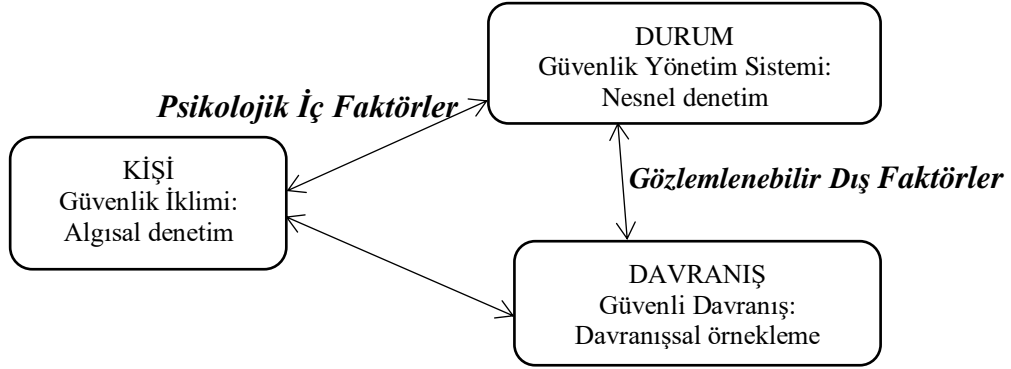 DURUM
Güvenlik Yönetim Sistemi:
Nesnel denetim
Psikolojik İç Faktörler
KİŞİ
Güvenlik İklimi:
Algısal denetim
Gözlemlenebilir Dış Faktörler
DAVRANIŞ
Güvenli Davranış:
Davranışsal örnekleme